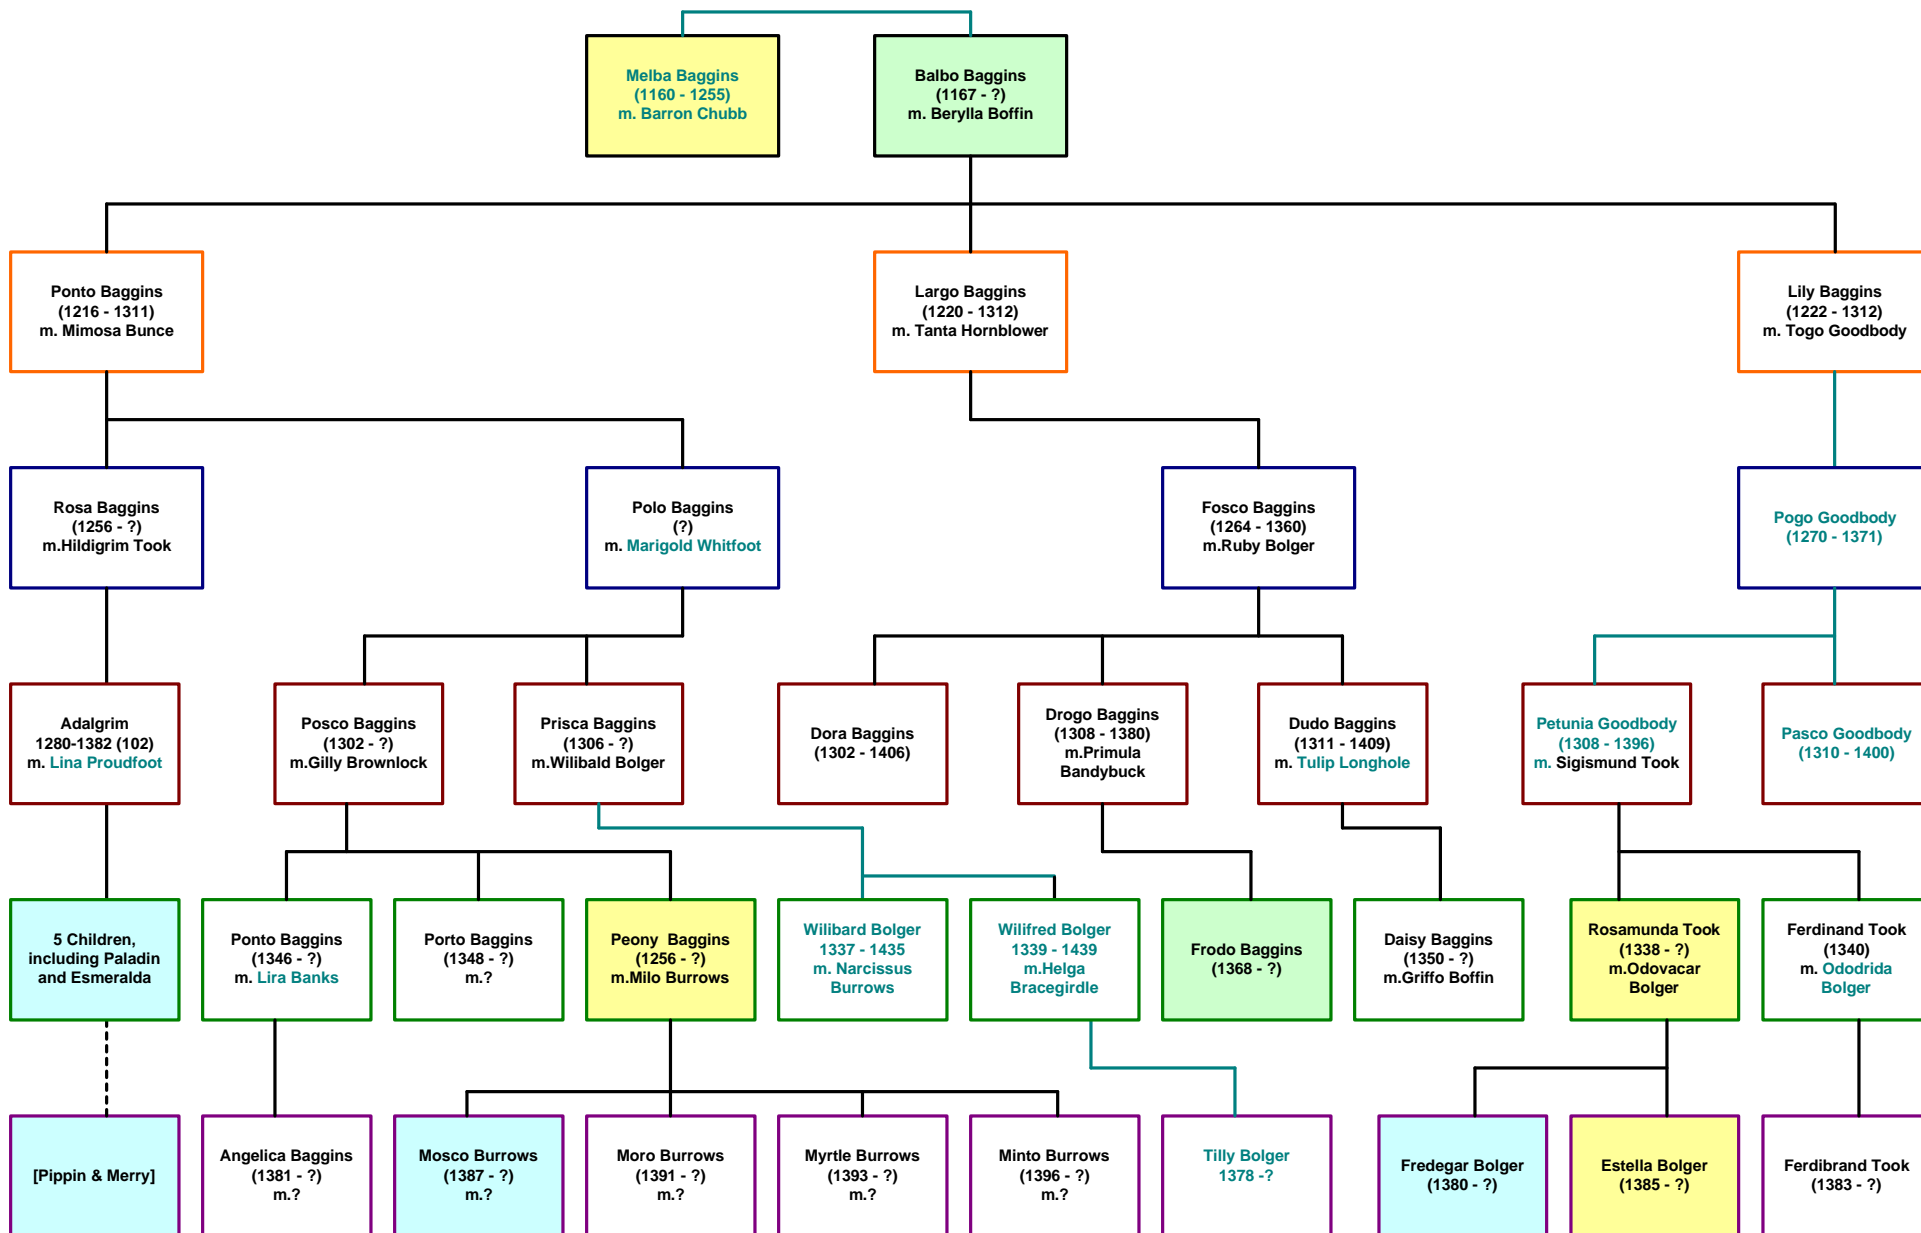 Melba Baggins
(1160 - 1255)
m. Barron Chubb
Balbo Baggins
(1167 - ?)
m. Berylla Boffin
Ponto Baggins
(1216 - 1311)
m. Mimosa Bunce
Largo Baggins
(1220 - 1312)
m. Tanta Hornblower
Lily Baggins
(1222 - 1312)
m. Togo Goodbody
Rosa Baggins
(1256 - ?)
m.Hildigrim Took
Polo Baggins
(?)
m. Marigold Whitfoot
Fosco Baggins
(1264 - 1360)
m.Ruby Bolger
Pogo Goodbody
(1270 - 1371)
Adalgrim
1280-1382 (102)
m. Lina Proudfoot
Posco Baggins
(1302 - ?)
m.Gilly Brownlock
Prisca Baggins
(1306 - ?)
m.Wilibald Bolger
Dora Baggins
(1302 - 1406)
Drogo Baggins
(1308 - 1380)
m.Primula
Bandybuck
Dudo Baggins
(1311 - 1409)
m. Tulip Longhole
Petunia Goodbody
(1308 - 1396)
m. Sigismund Took
Pasco Goodbody
(1310 - 1400)
5 Children,
including Paladin
and Esmeralda
Ponto Baggins
(1346 - ?)
m. Lira Banks
Porto Baggins
(1348 - ?)
m.?
Peony  Baggins
(1256 - ?)
m.Milo Burrows
Wilibard Bolger
1337 - 1435
m. Narcissus
Burrows
Wilifred Bolger
1339 - 1439
m.Helga
Bracegirdle
Frodo Baggins
(1368 - ?)
Daisy Baggins
(1350 - ?)
m.Griffo Boffin
Rosamunda Took
(1338 - ?)
m.Odovacar
Bolger
Ferdinand Took
(1340)
m. Ododrida
Bolger
[Pippin & Merry]
Angelica Baggins
(1381 - ?)
m.?
Mosco Burrows
(1387 - ?)
m.?
Moro Burrows
(1391 - ?)
m.?
Myrtle Burrows
(1393 - ?)
m.?
Minto Burrows
(1396 - ?)
m.?
Tilly Bolger
1378 -?
Fredegar Bolger
(1380 - ?)
Estella Bolger
(1385 - ?)
Ferdibrand Took
(1383 - ?)